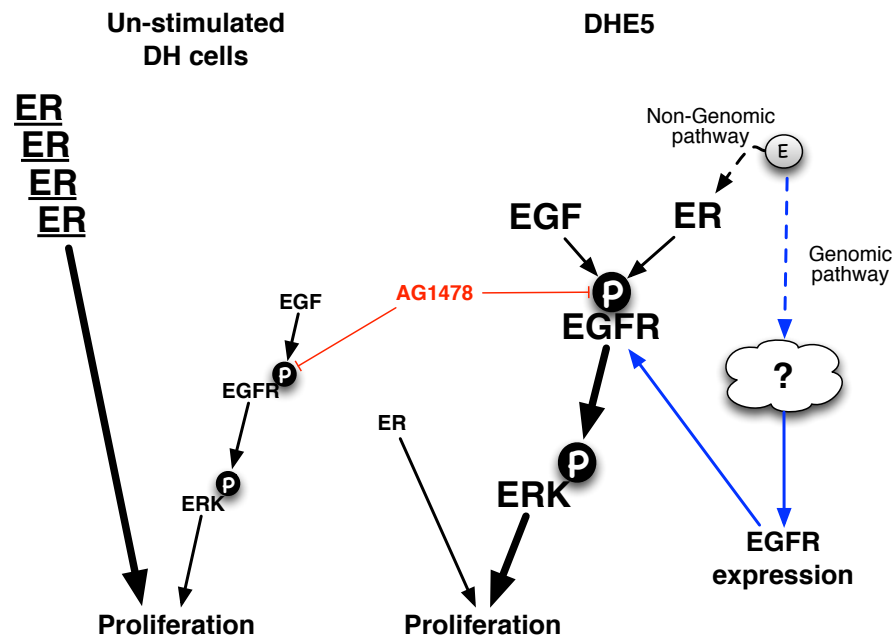 Un-stimulated
DH cells
DHE5
ER
ER
ER
ER
Non-Genomic
pathway
E
EGF
ER
Genomic
pathway
AG1478
P
EGFR
EGF
P
EGFR
?
ER
P
ERK
P
ERK
EGFR
expression
Proliferation
Proliferation